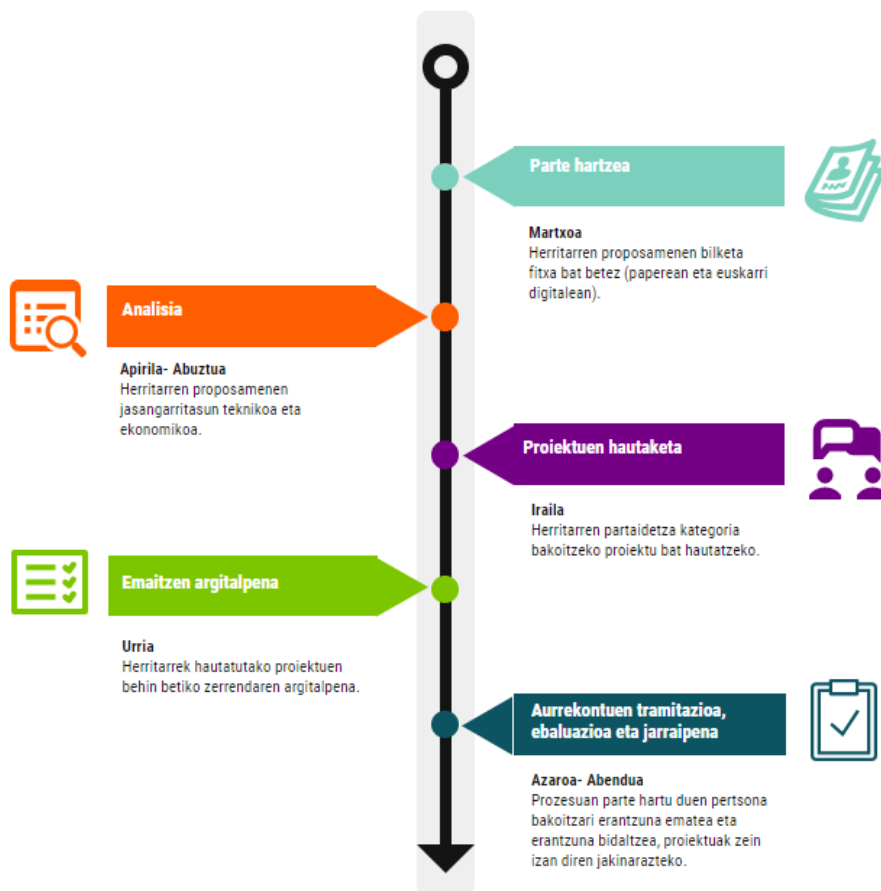 Parte hartzea
Martxoa
Herritarren proposamenen bilketa
fitxa bat betez (paperean eta euskarri
digitalean).
Analisia
Apirila- Abuztua
Herritarren proposamenen
jasangarritasun teknikoa eta
ekonomikoa.
Proiektuen hautaketa
Iraila
Herritarren partaidetza kategoria
bakoitzeko proiektu bat hautatzeko.
Emaitzen argitalpena
Urria
Herritarrek hautatutako proiektuen
behin betiko zerrendaren argitalpena.
Aurrekontuen tramitazioa,
ebaluazioa eta jarraipena
Azaroa- Abendua
Prozesuan parte hartu duen pertsona
bakoitzari erantzuna ematea eta
erantzuna bidaltzea, proiektuak zein
izan diren jakinarazteko.